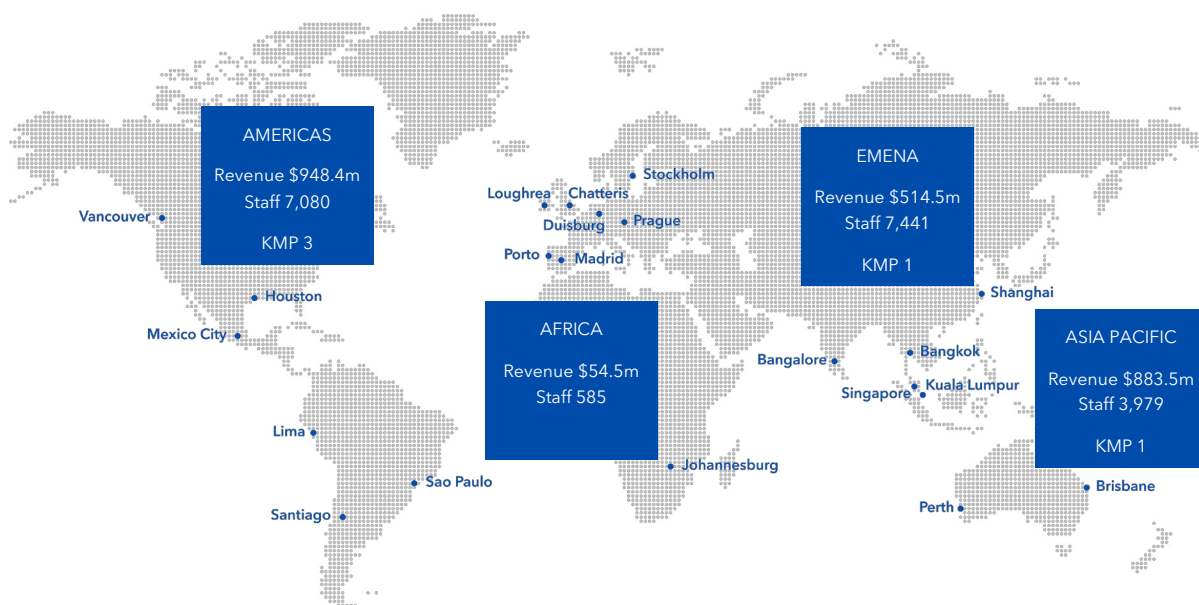 AMERICAS
Revenue $948.4m
Staff 7,080
KMP 3
EMENA
Revenue $514.5m
Staff 7,441
KMP 1
AFRICA
Revenue $54.5m
Staff 585
ASIA PACIFIC
Revenue $883.5m
Staff 3,979
KMP 1
Vancouver
Houston
Mexico City
Lima
Sao Paulo
Santiago
Stockholm
Loughrea
Chatteris
Duisburg
Prague
Porto
Madrid
Johannesburg
Shanghai
Bangalore
Bangkok
Kuala Lumpur
Singapore
Brisbane
Perth